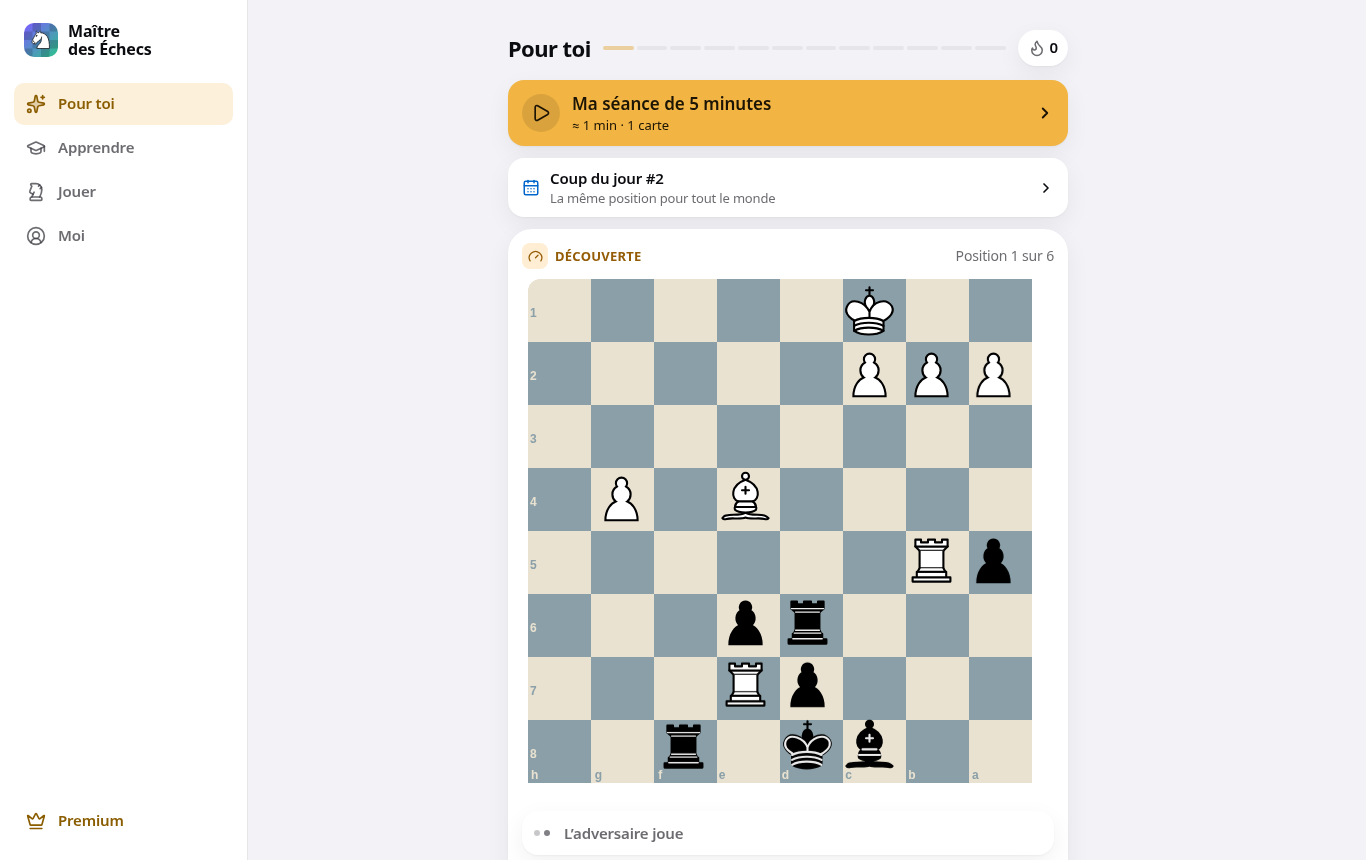 Maître
des Échecs
Pour toi
Apprendre
Jouer
Moi
Premium
Pour toi
0
Ma séance de 5 minutes
≈ 1 min · 1 carte
Coup du jour #2
La même position pour tout le monde
DÉCOUVERTE
Position 1 sur 6
1
2
3
4
5
6
7
8
h g f e d c b a
L’adversaire joue